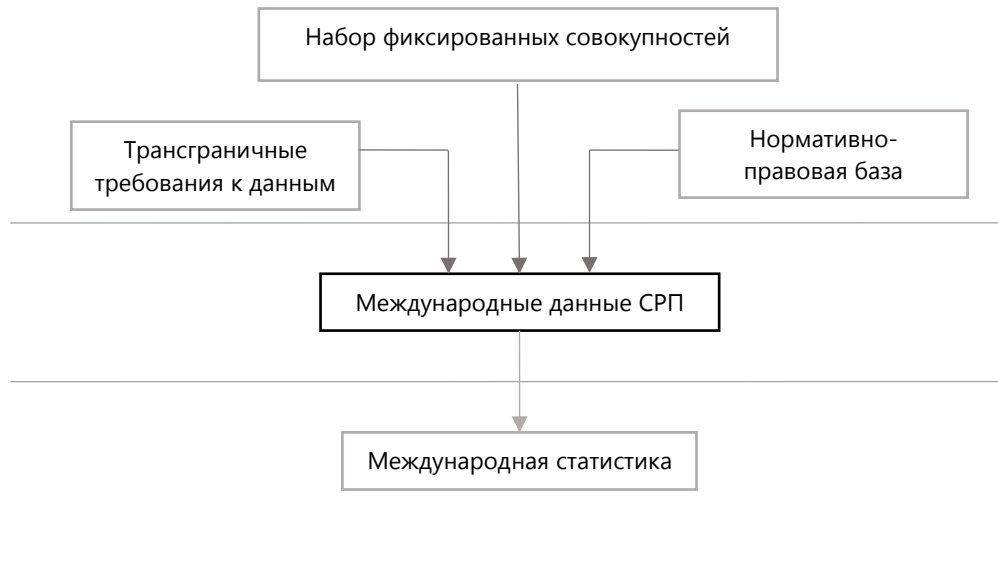 Набор фиксированных совокупностей
Трансграничные
требования к данным
Нормативно-
правовая база
Международные данные СРП
Международная статистика